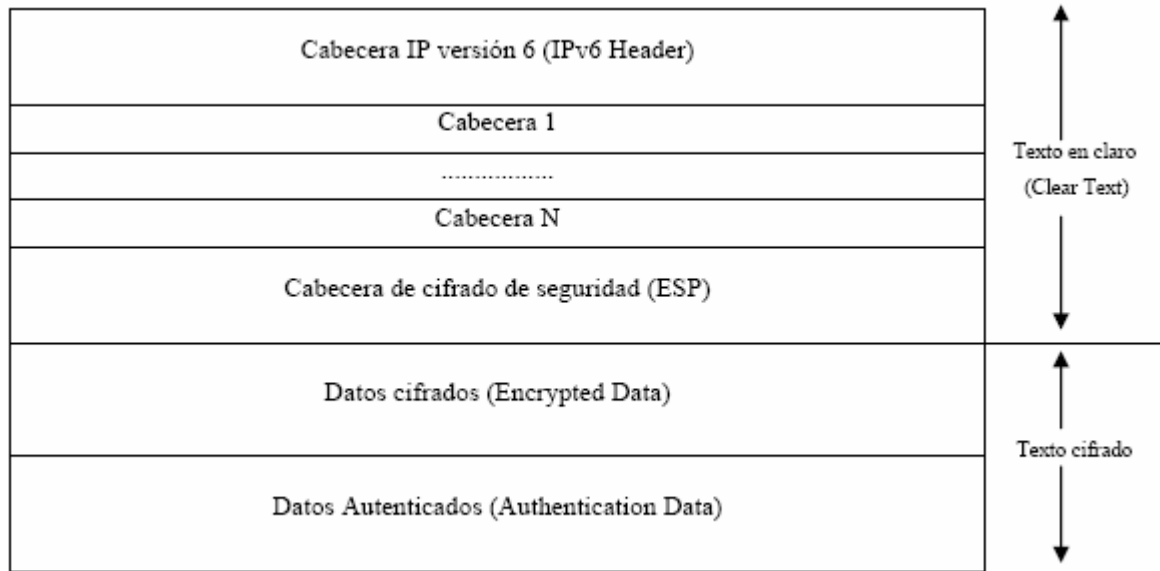 Cabecera IP versión 6 (IPv6 Header)
Cabecera 1
.................
Cabecera N
Cabecera de cifrado de seguridad (ESP)
Texto en claro
(Clear Text)
Datos cifrados (Encrypted Data)
Datos Autenticados (Authentication Data)
Texto cifrado